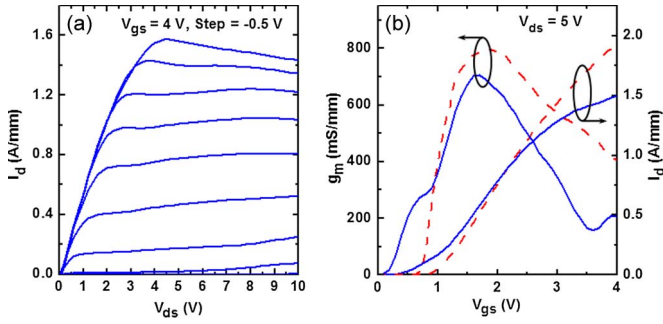 (a)
V_gs = 4 V, Step = -0.5 V
1.6
1.2
0.8
0.4
0.0
I_d (A/mm)
0 1 2 3 4 5 6 7 8 9 10
V_ds (V)
(b)
V_ds = 5 V
800
600
400
200
0
g_m (mS/mm)
2.0
1.5
1.0
0.5
0.0
I_d (A/mm)
0 1 2 3 4
V_gs (V)